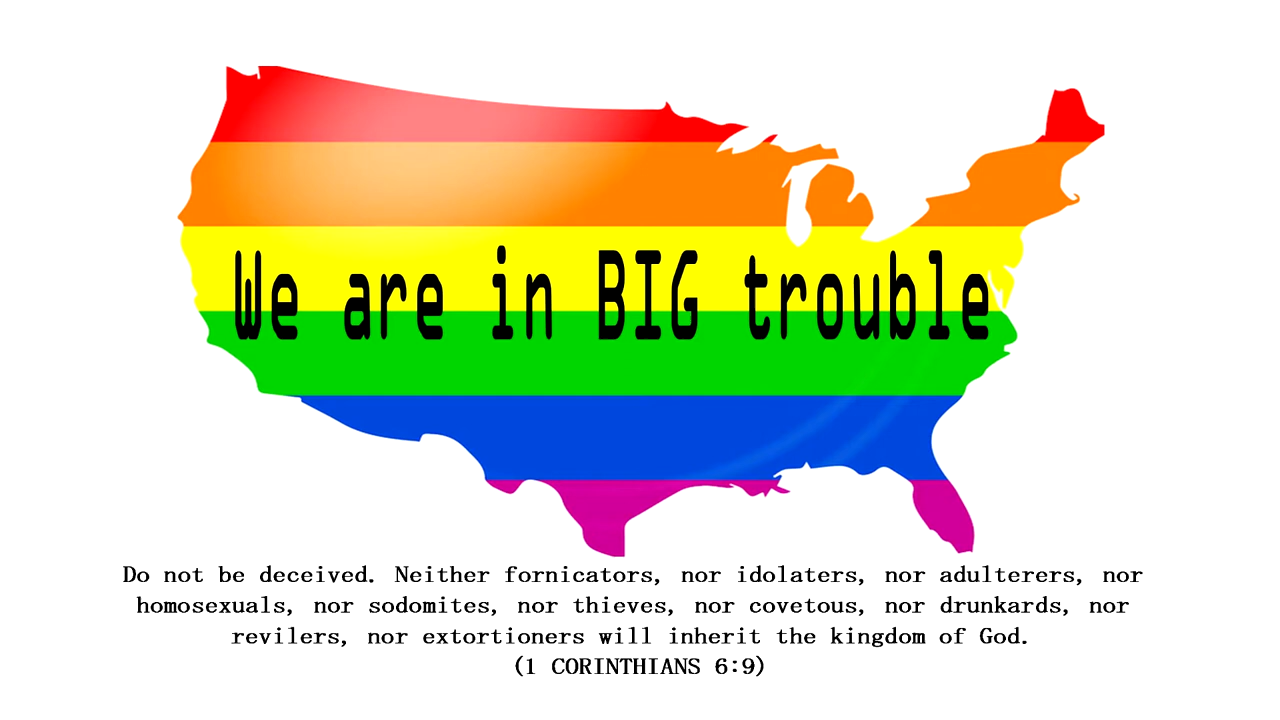 We are in BIG trouble
Do not be deceived. Neither fornicators, nor idolaters, nor adulterers, nor
homosexuals, nor sodomites, nor thieves, nor covetous, nor drunkards, nor
revilers, nor extortioners will inherit the kingdom of God.
(1 CORINTHIANS 6:9)